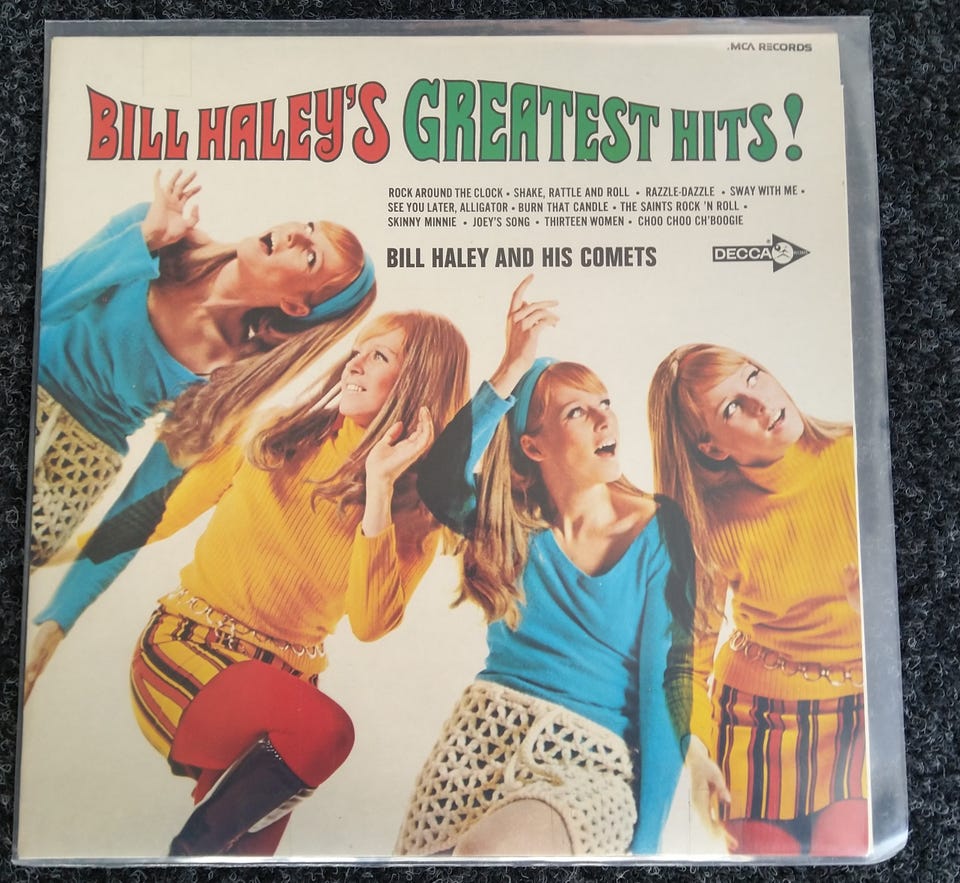 .MCA RECORDS
BILL HALEY'S GREATEST HITS!
ROCK AROUND THE CLOCK • SHAKE, RATTLE AND ROLL • RAZZLE-DAZZLE • SWAY WITH ME •
SEE YOU LATER, ALLIGATOR • BURN THAT CANDLE • THE SAINTS ROCK 'N ROLL •
SKINNY MINNIE • JOEY'S SONG • THIRTEEN WOMEN • CHOO CHOO CH'BOOGIE
BILL HALEY AND HIS COMETS
DECCA